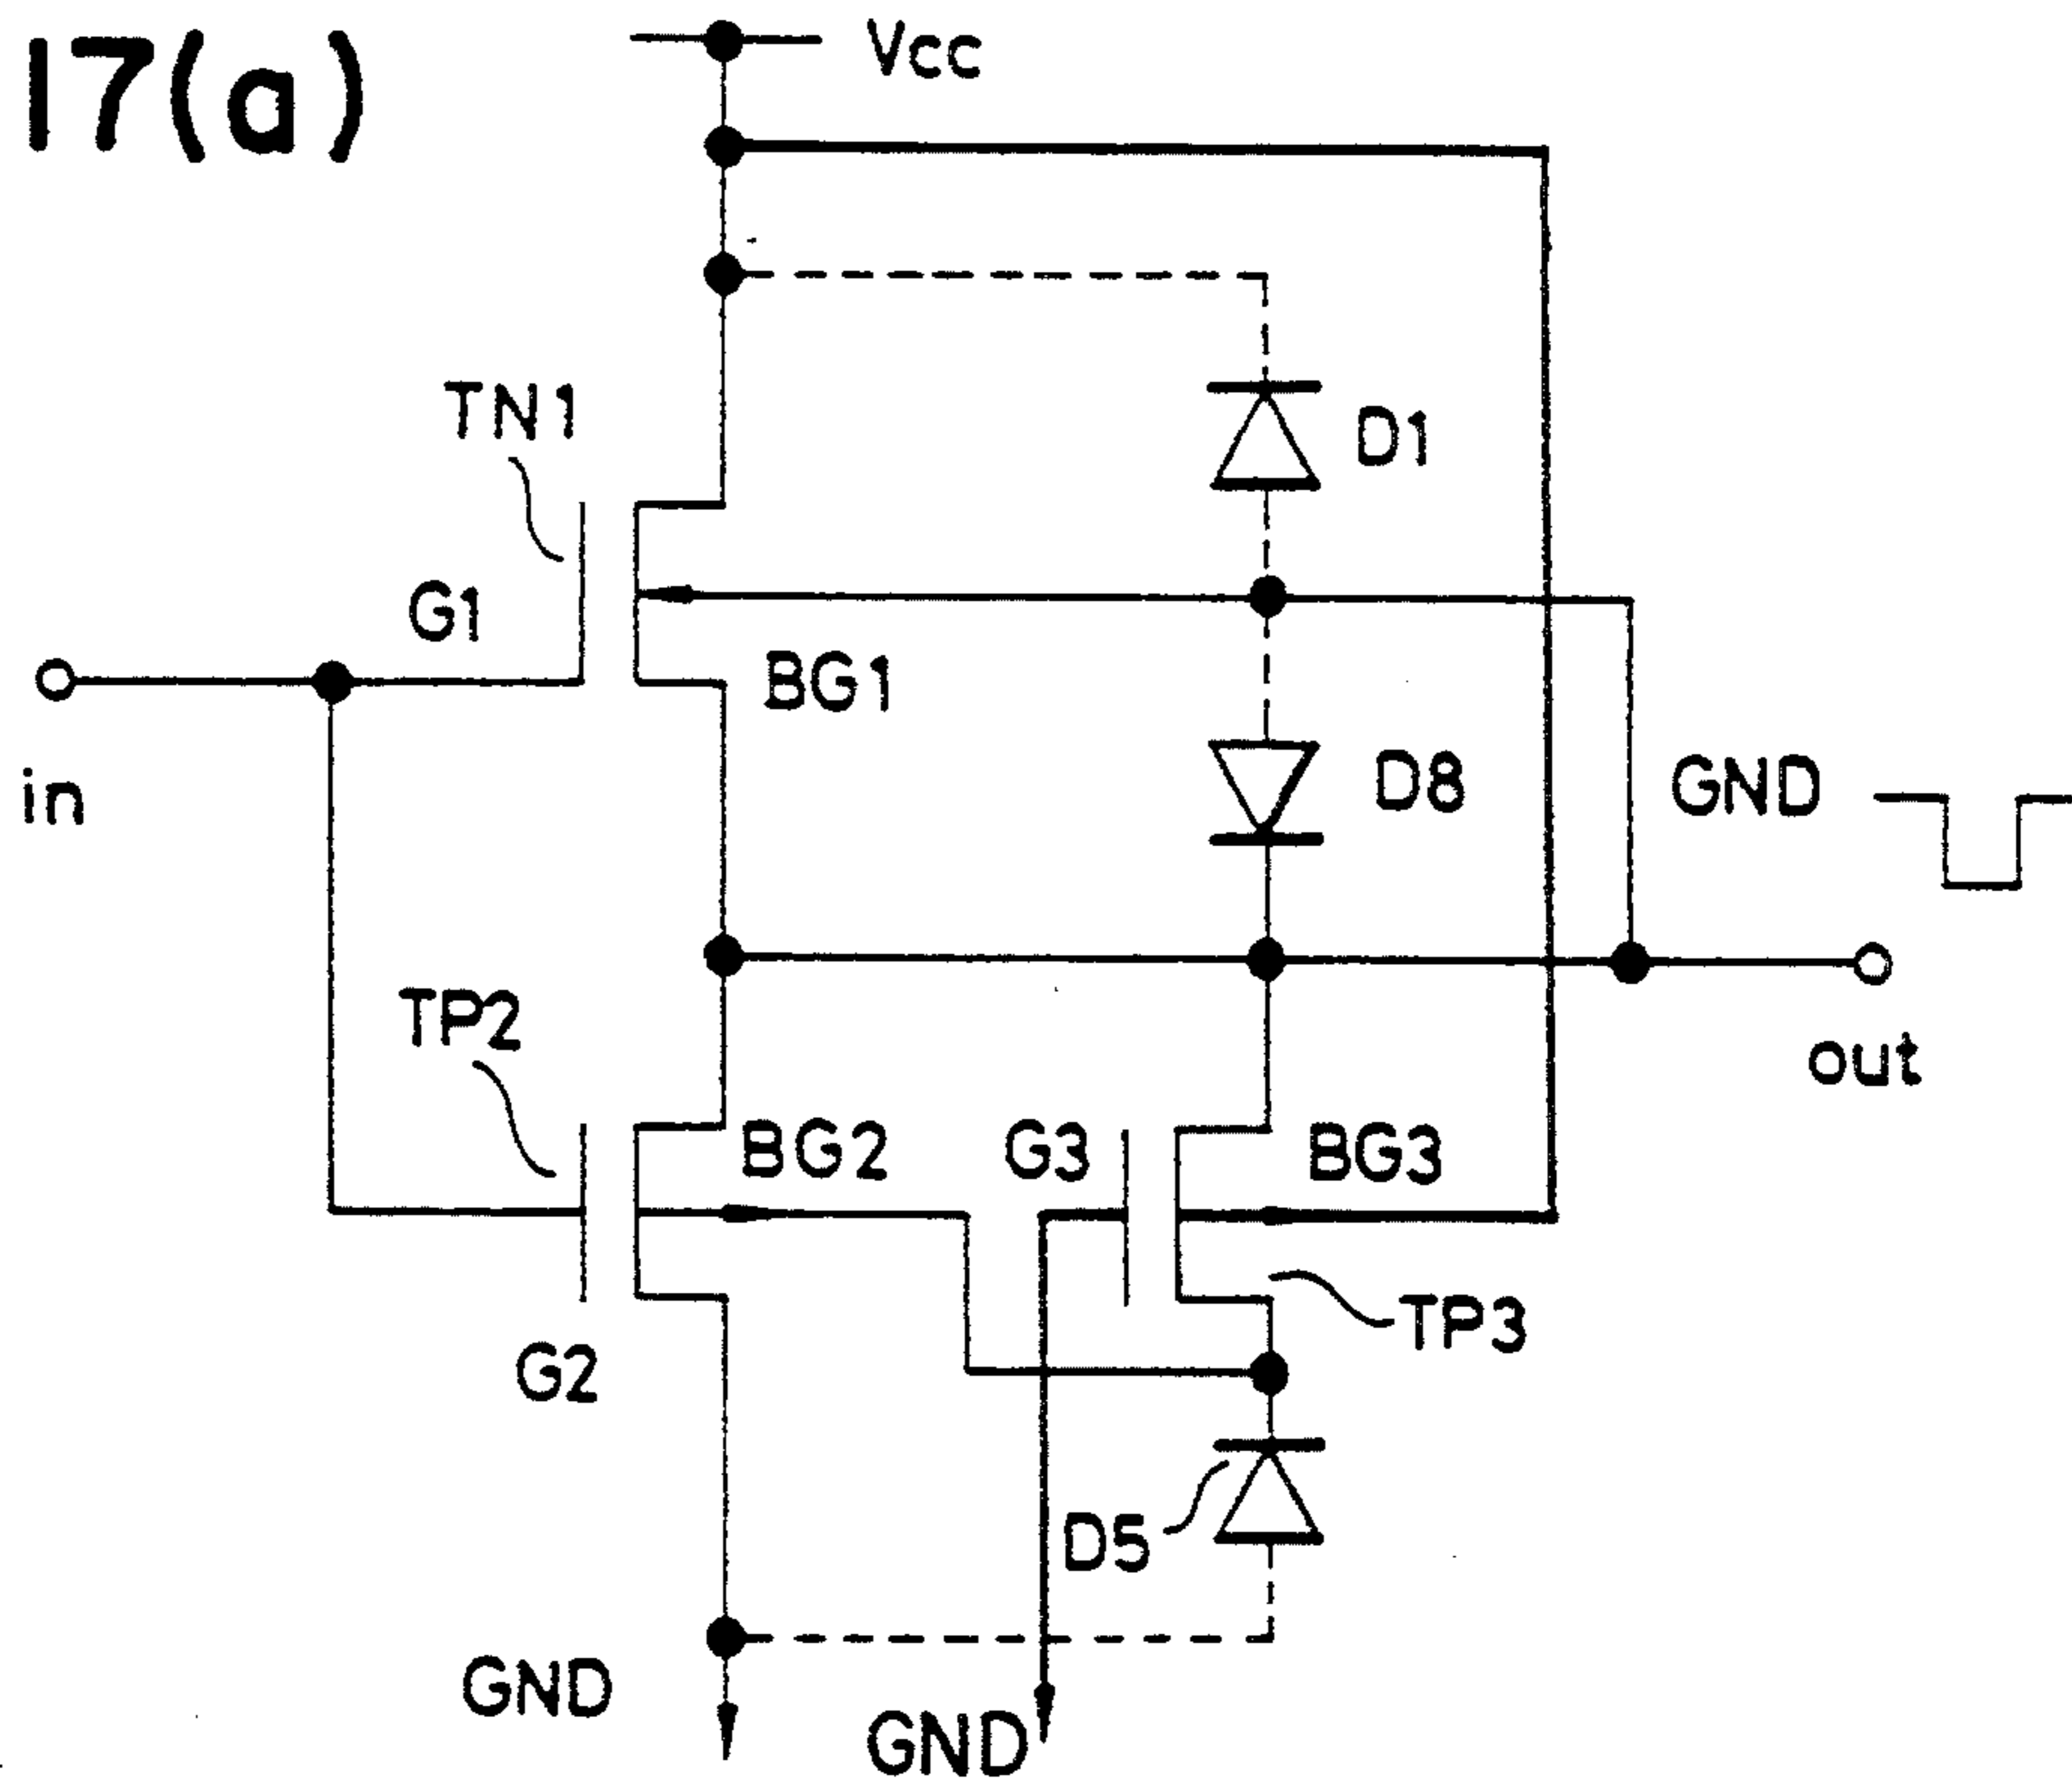 17(a)
Vcc
TN1
D1
G1
BG1
in
D8
GND
TP2
out
BG2
G3
BG3
TP3
G2
D5
GND
GND